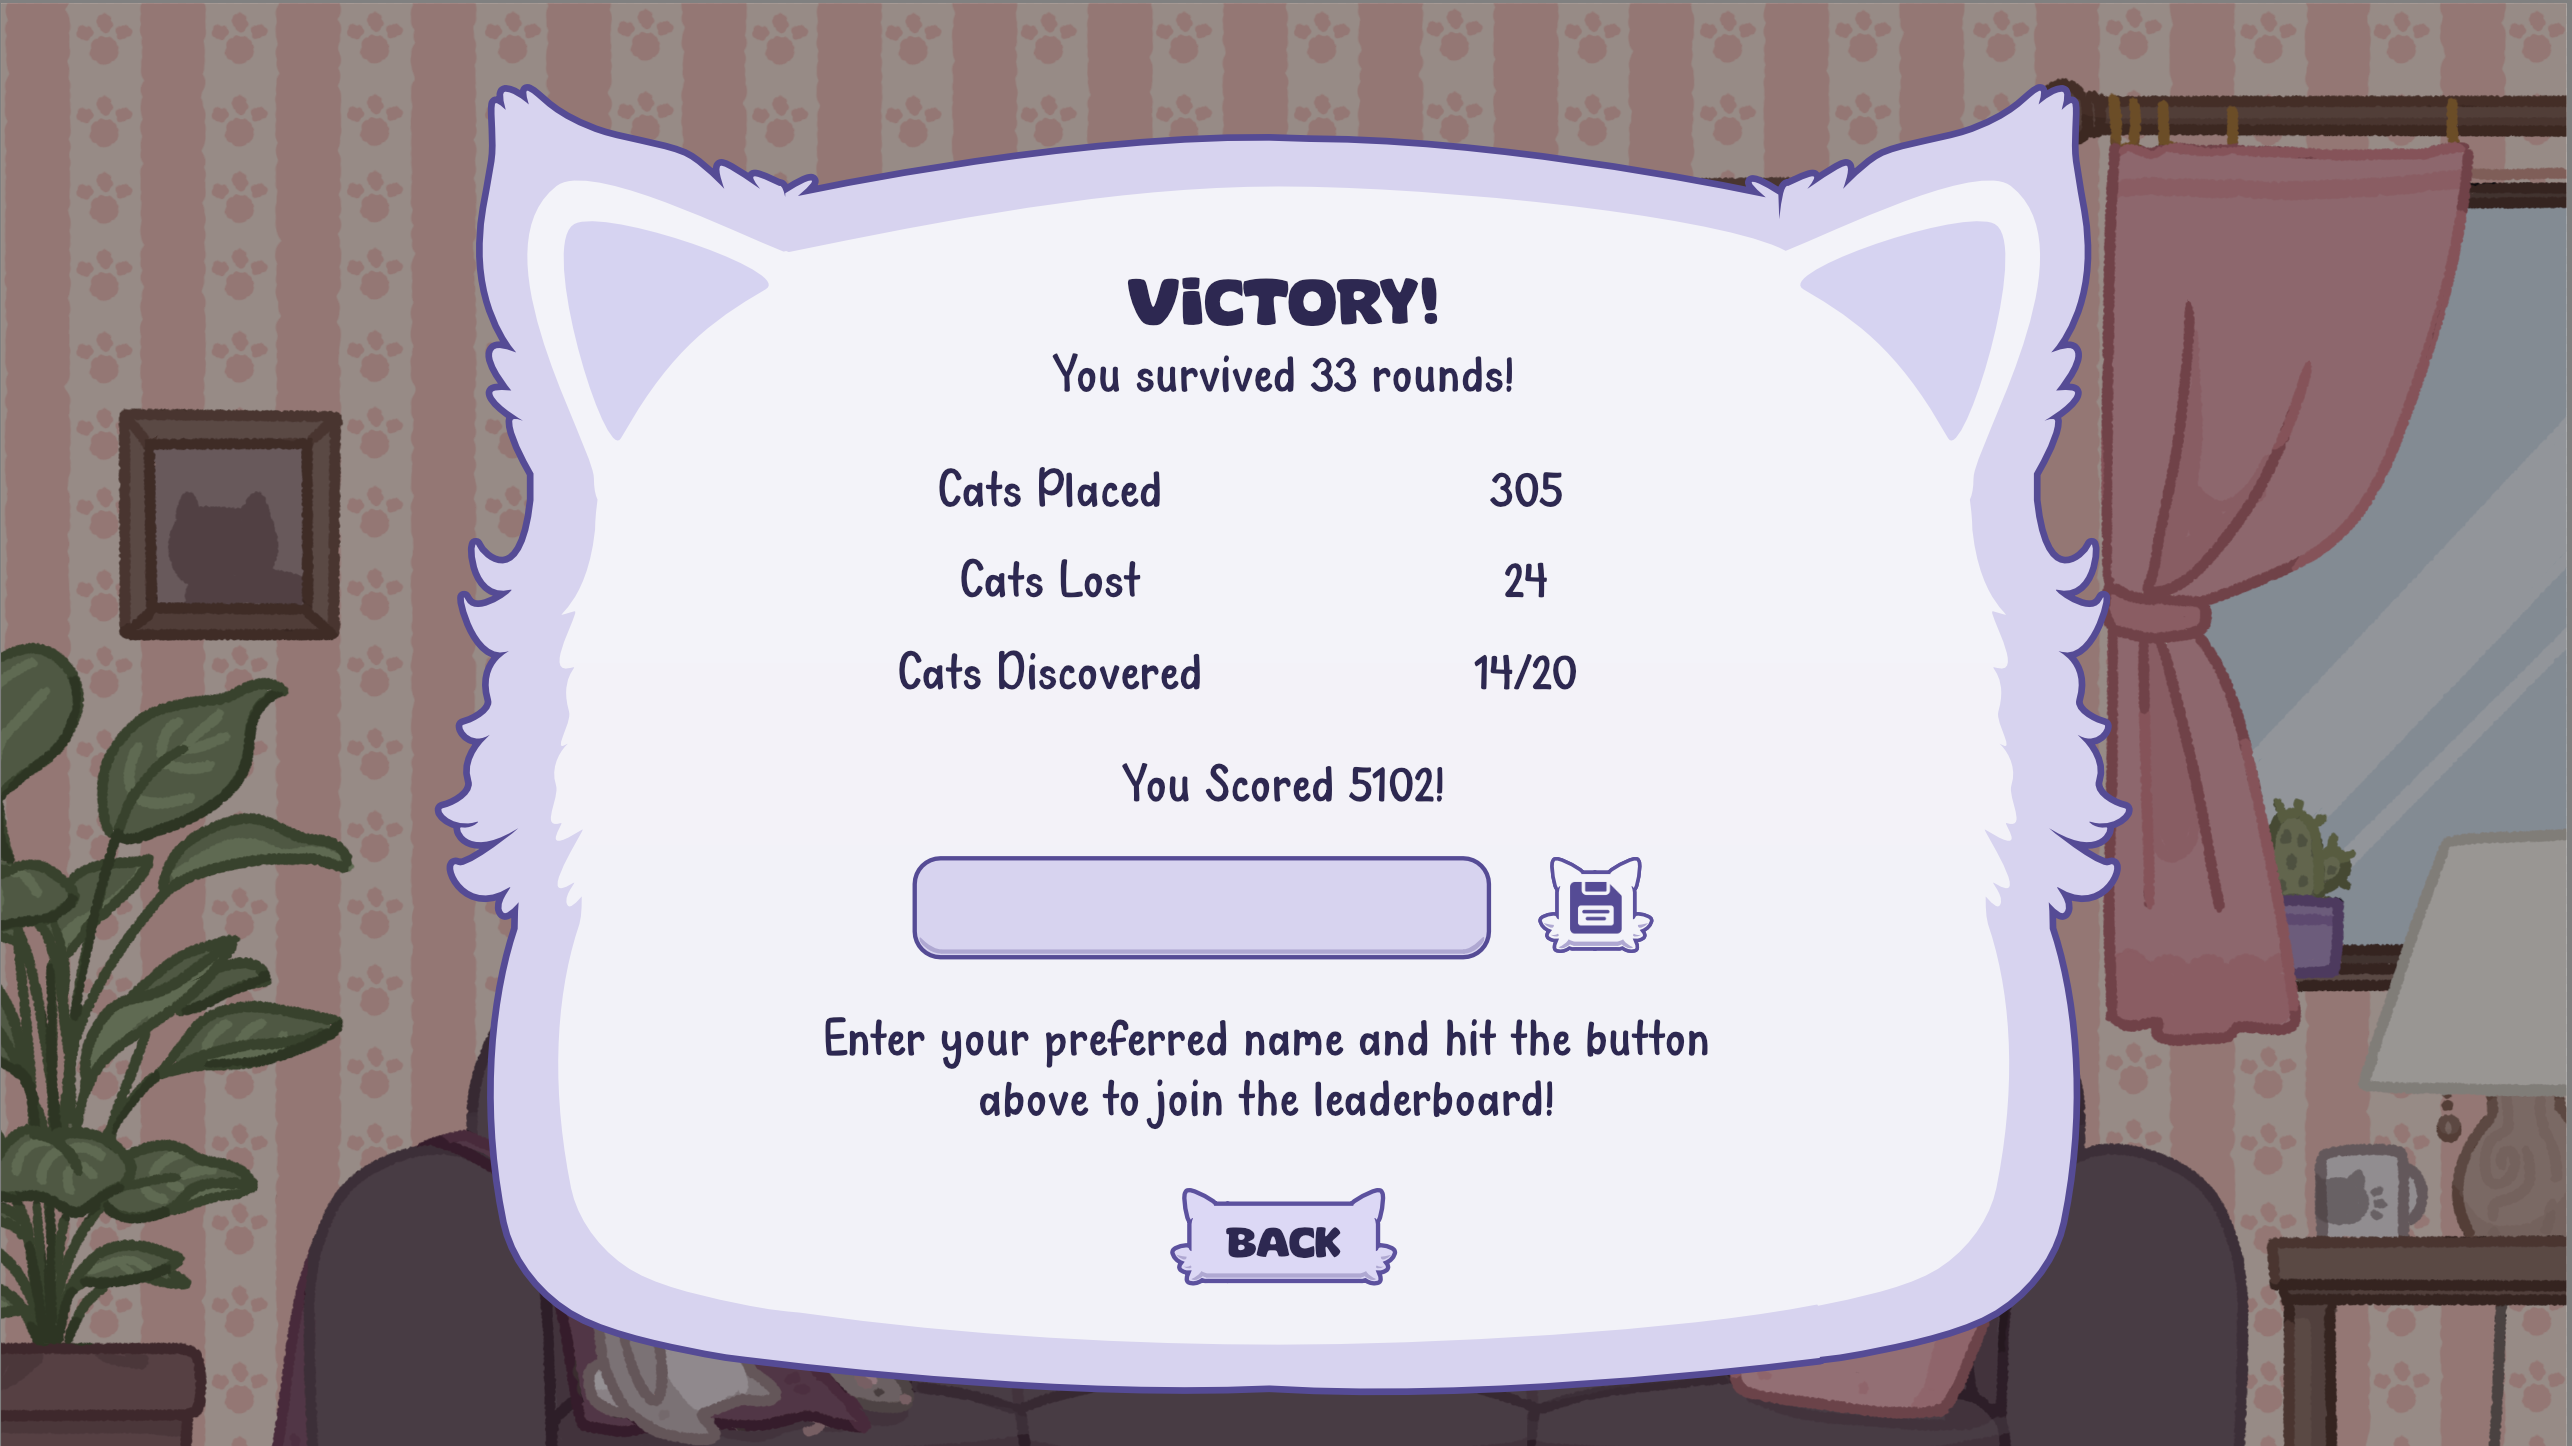 ViCTORY!
You survived 33 rounds!
Cats Placed 305
Cats Lost 24
Cats Discovered 14/20
You Scored 5102!
Enter your preferred name and hit the button
above to join the leaderboard!
BACK